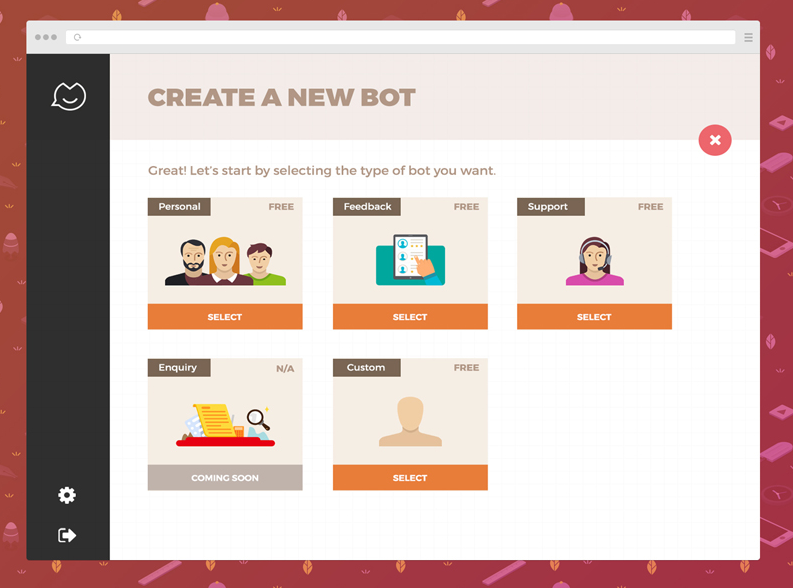 CREATE A NEW BOT
Great! Let's start by selecting the type of bot you want.
Personal FREE
SELECT
Feedback FREE
SELECT
Support FREE
SELECT
Enquiry N/A
COMING SOON
Custom FREE
SELECT